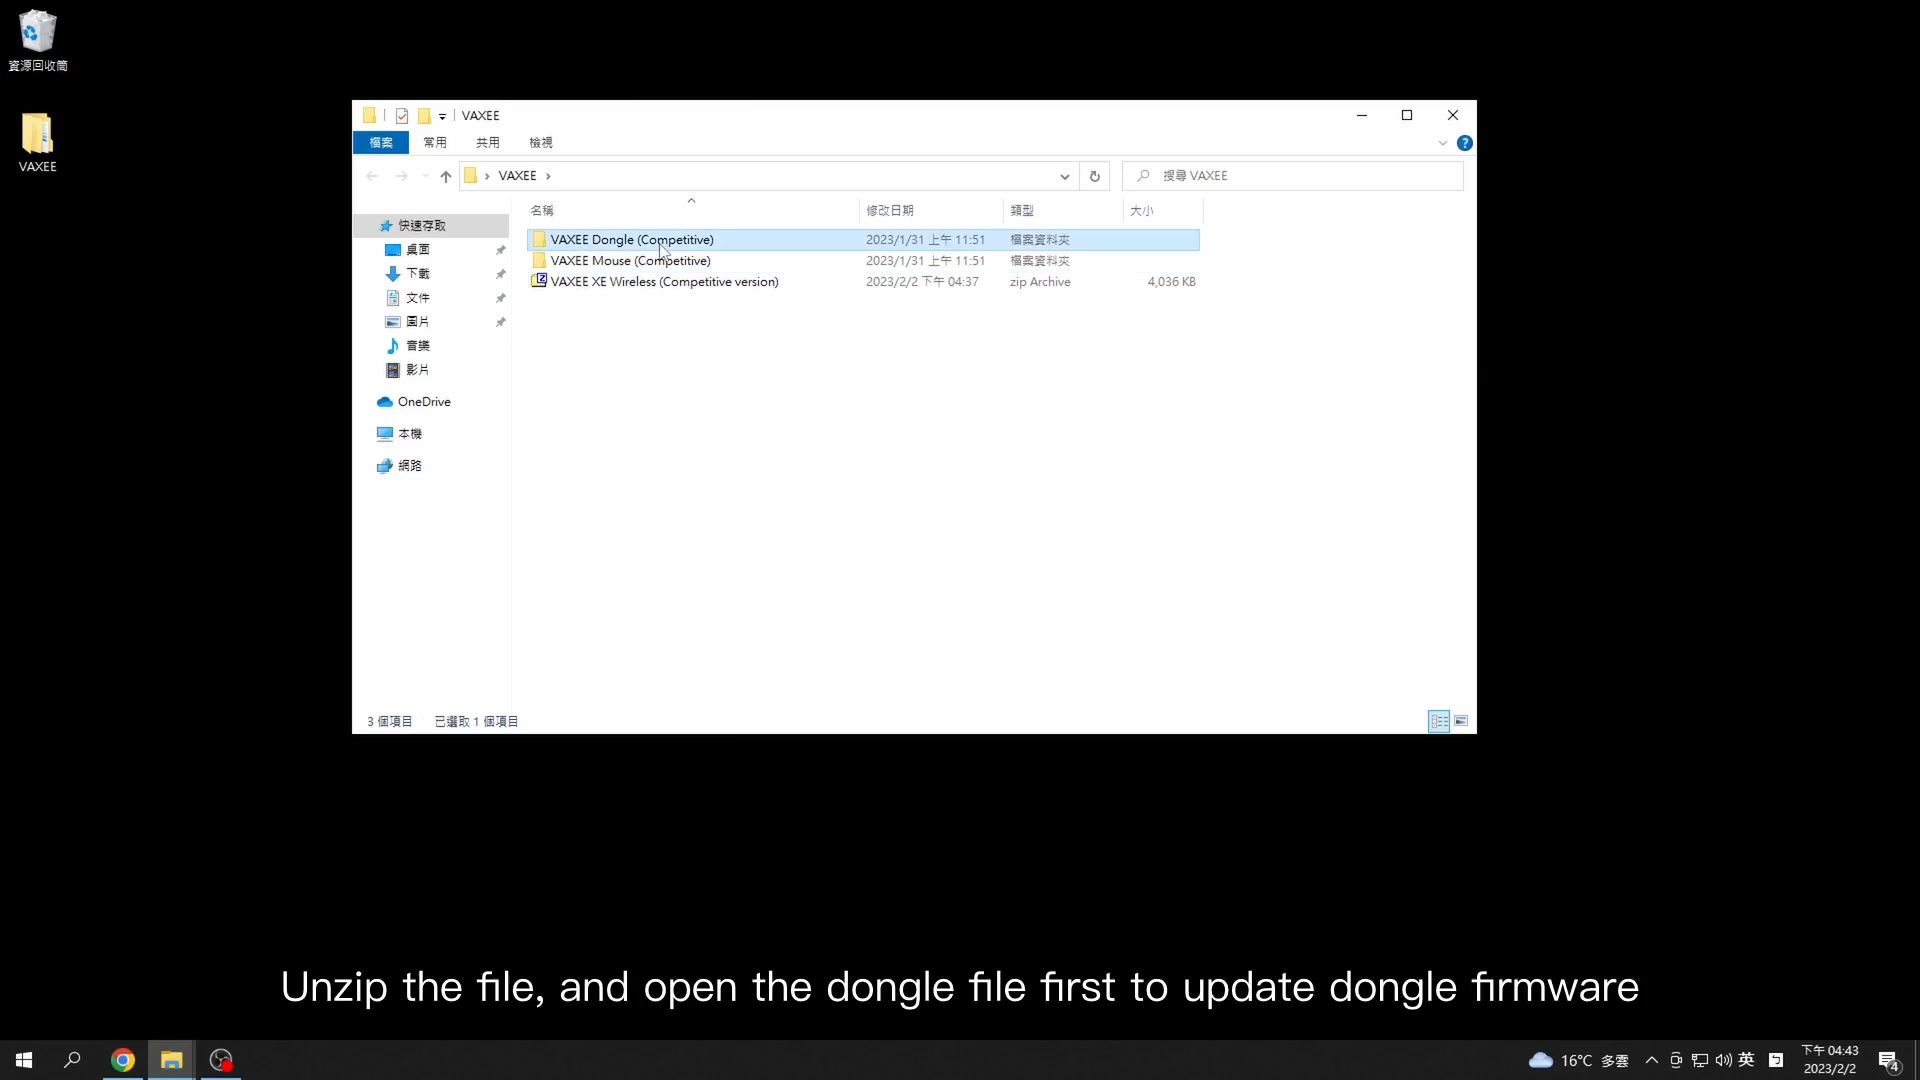 資源回收筒
VAXEE
VAXEE
檔案 常用 共用 檢視
VAXEE
搜尋 VAXEE
名稱 修改日期 類型 大小
快速存取
桌面
下載
文件
圖片
音樂
影片
OneDrive
本機
網路
VAXEE Dongle (Competitive) 2023/1/31 上午 11:51 檔案資料夾
VAXEE Mouse (Competitive) 2023/1/31 上午 11:51 檔案資料夾
VAXEE XE Wireless (Competitive version) 2023/2/2 下午 04:37 zip Archive 4,036 KB
3 個項目 已選取 1 個項目
Unzip the file, and open the dongle file first to update dongle firmware
16°C 多雲 英 下午 04:43
2023/2/2
4